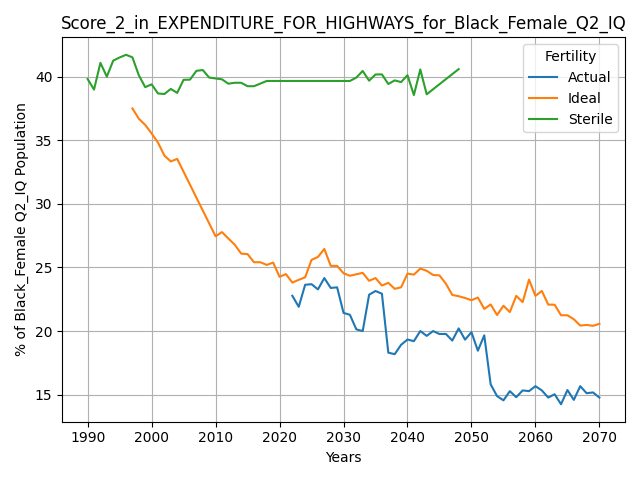 Score_2_in_EXPENDITURE_FOR_HIGHWAYS_for_Black_Female_Q2_IQ
Fertility
Actual
Ideal
Sterile
% of Black_Female Q2_IQ Population
40
35
30
25
20
15
1990
2000
2010
2020
2030
2040
2050
2060
2070
Years